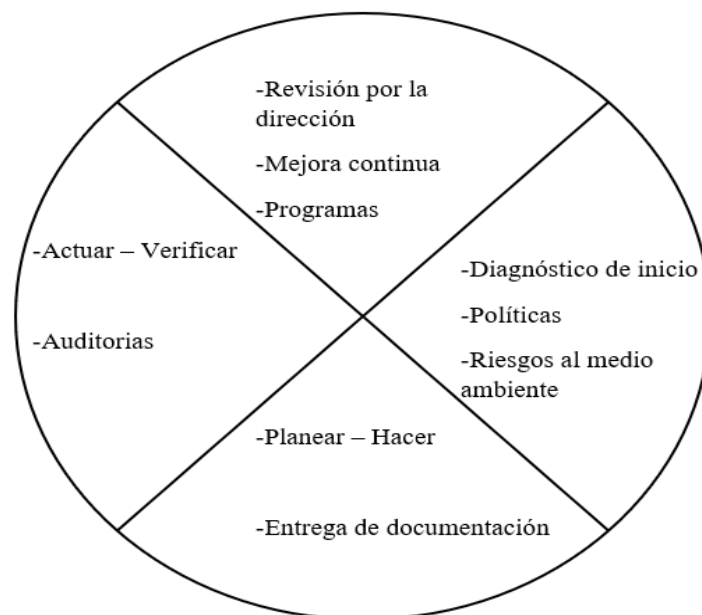 -Revisión por la
dirección
-Mejora continua
-Programas
-Actuar – Verificar
-Auditorias
-Diagnóstico de inicio
-Políticas
-Riesgos al medio
ambiente
-Planear – Hacer
-Entrega de documentación